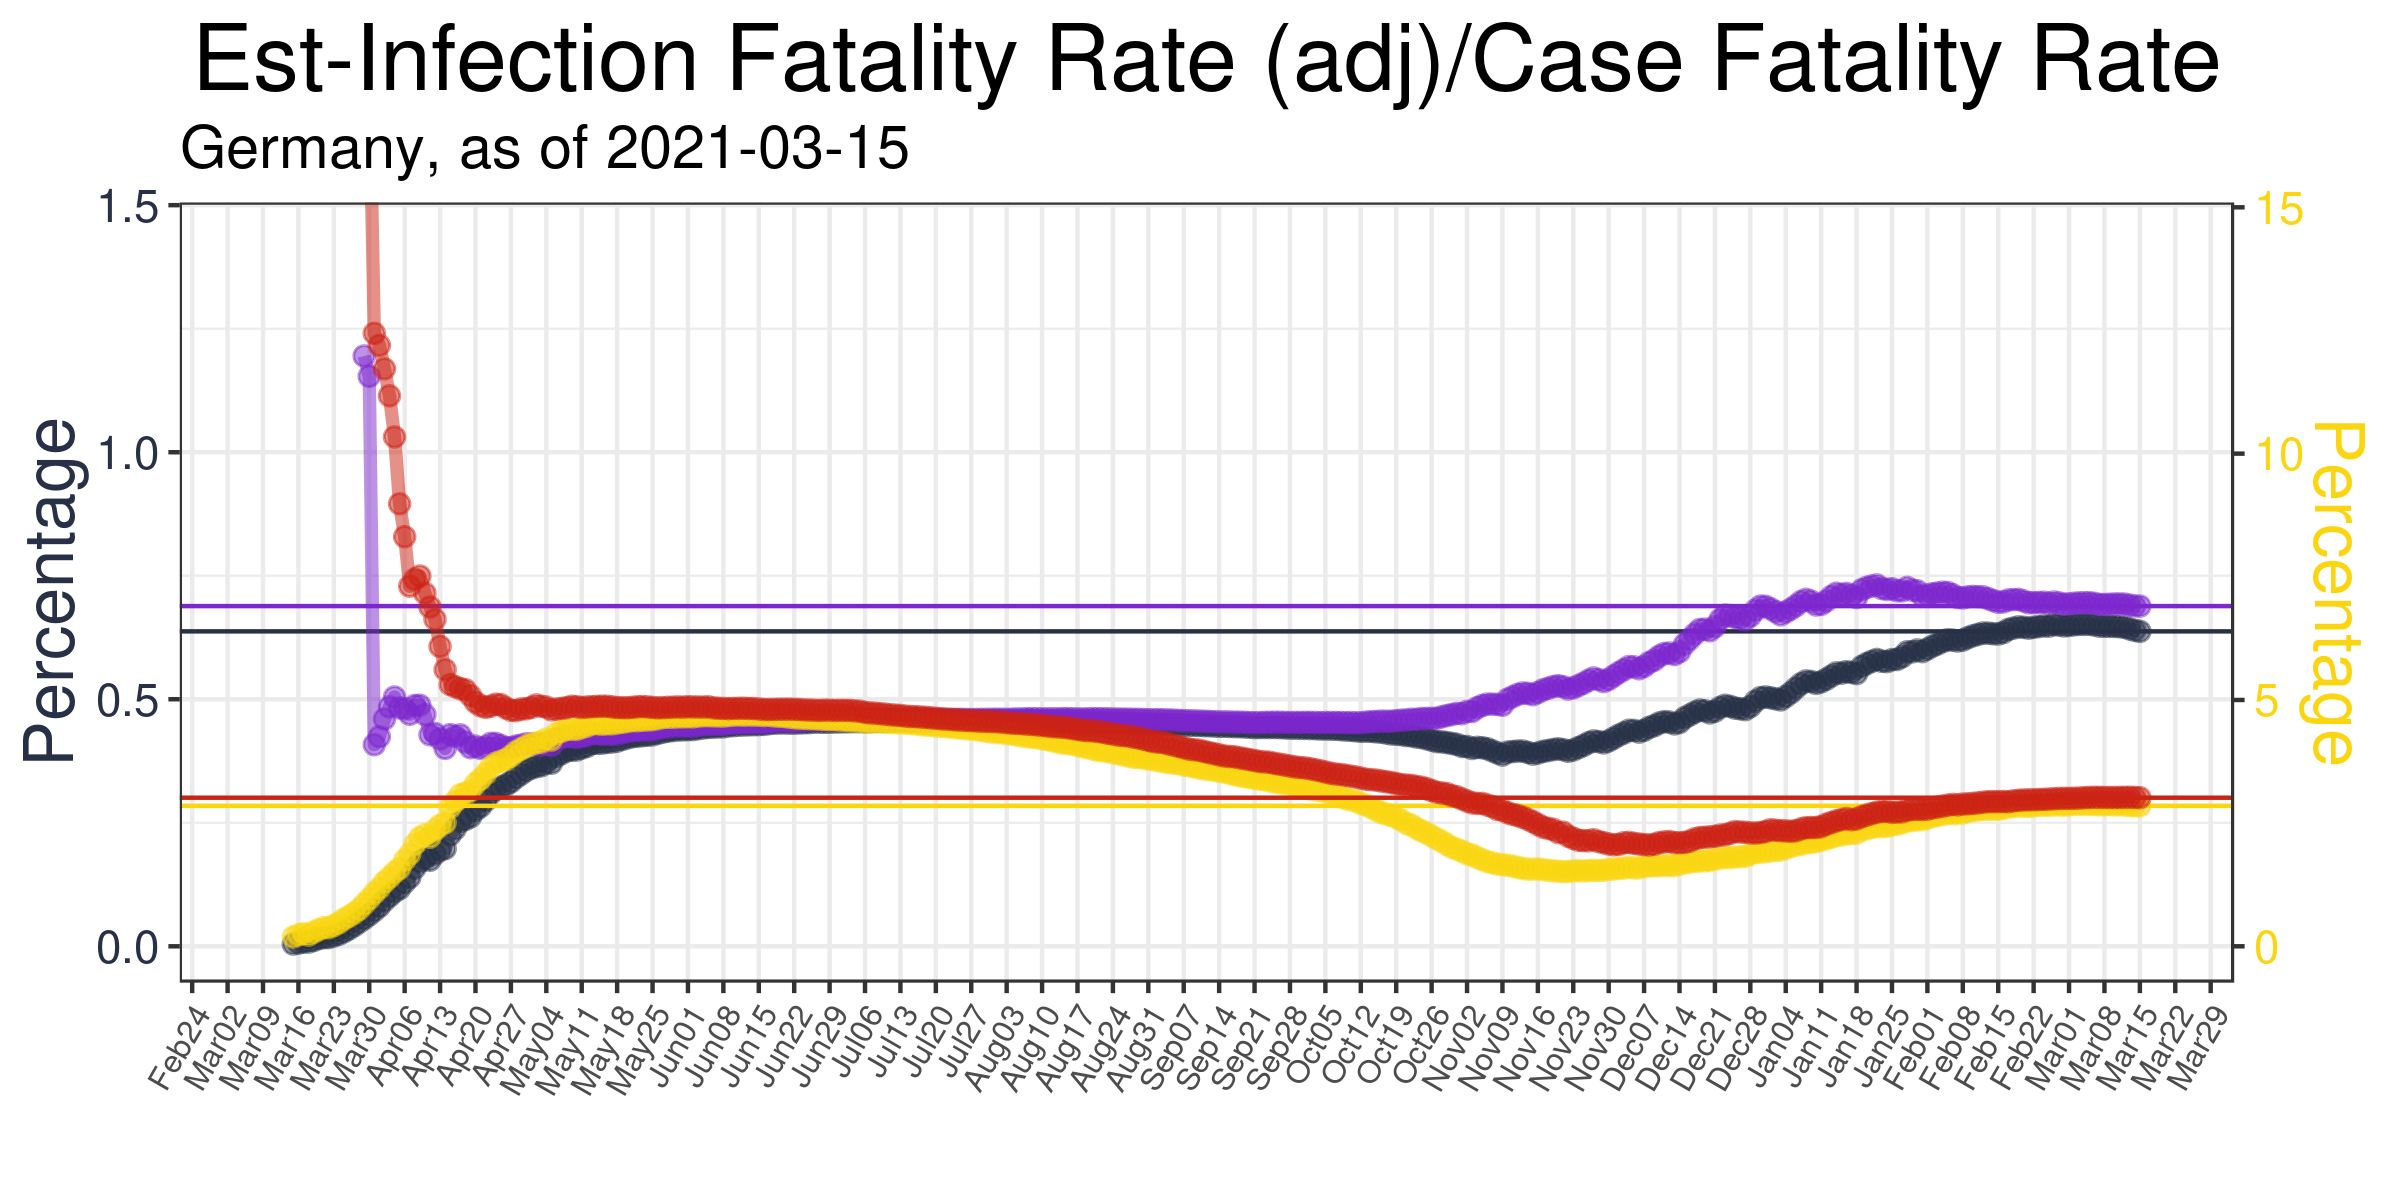 Est-Infection Fatality Rate (adj)/Case Fatality Rate
Germany, as of 2021-03-15
1.5
1.0
0.5
0.0
Percentage
15
10
5
0
Percentage
Feb24
Mar02
Mar09
Mar16
Mar23
Mar30
Apr06
Apr13
Apr20
Apr27
May04
May11
May18
May25
Jun01
Jun08
Jun15
Jun22
Jun29
Jul06
Jul13
Jul20
Jul27
Aug03
Aug10
Aug17
Aug24
Aug31
Sep07
Sep14
Sep21
Sep28
Oct05
Oct12
Oct19
Oct26
Nov02
Nov09
Nov16
Nov23
Nov30
Dec07
Dec14
Dec21
Dec28
Jan04
Jan11
Jan18
Jan25
Feb01
Feb08
Feb15
Feb22
Mar01
Mar08
Mar15
Mar22
Mar29